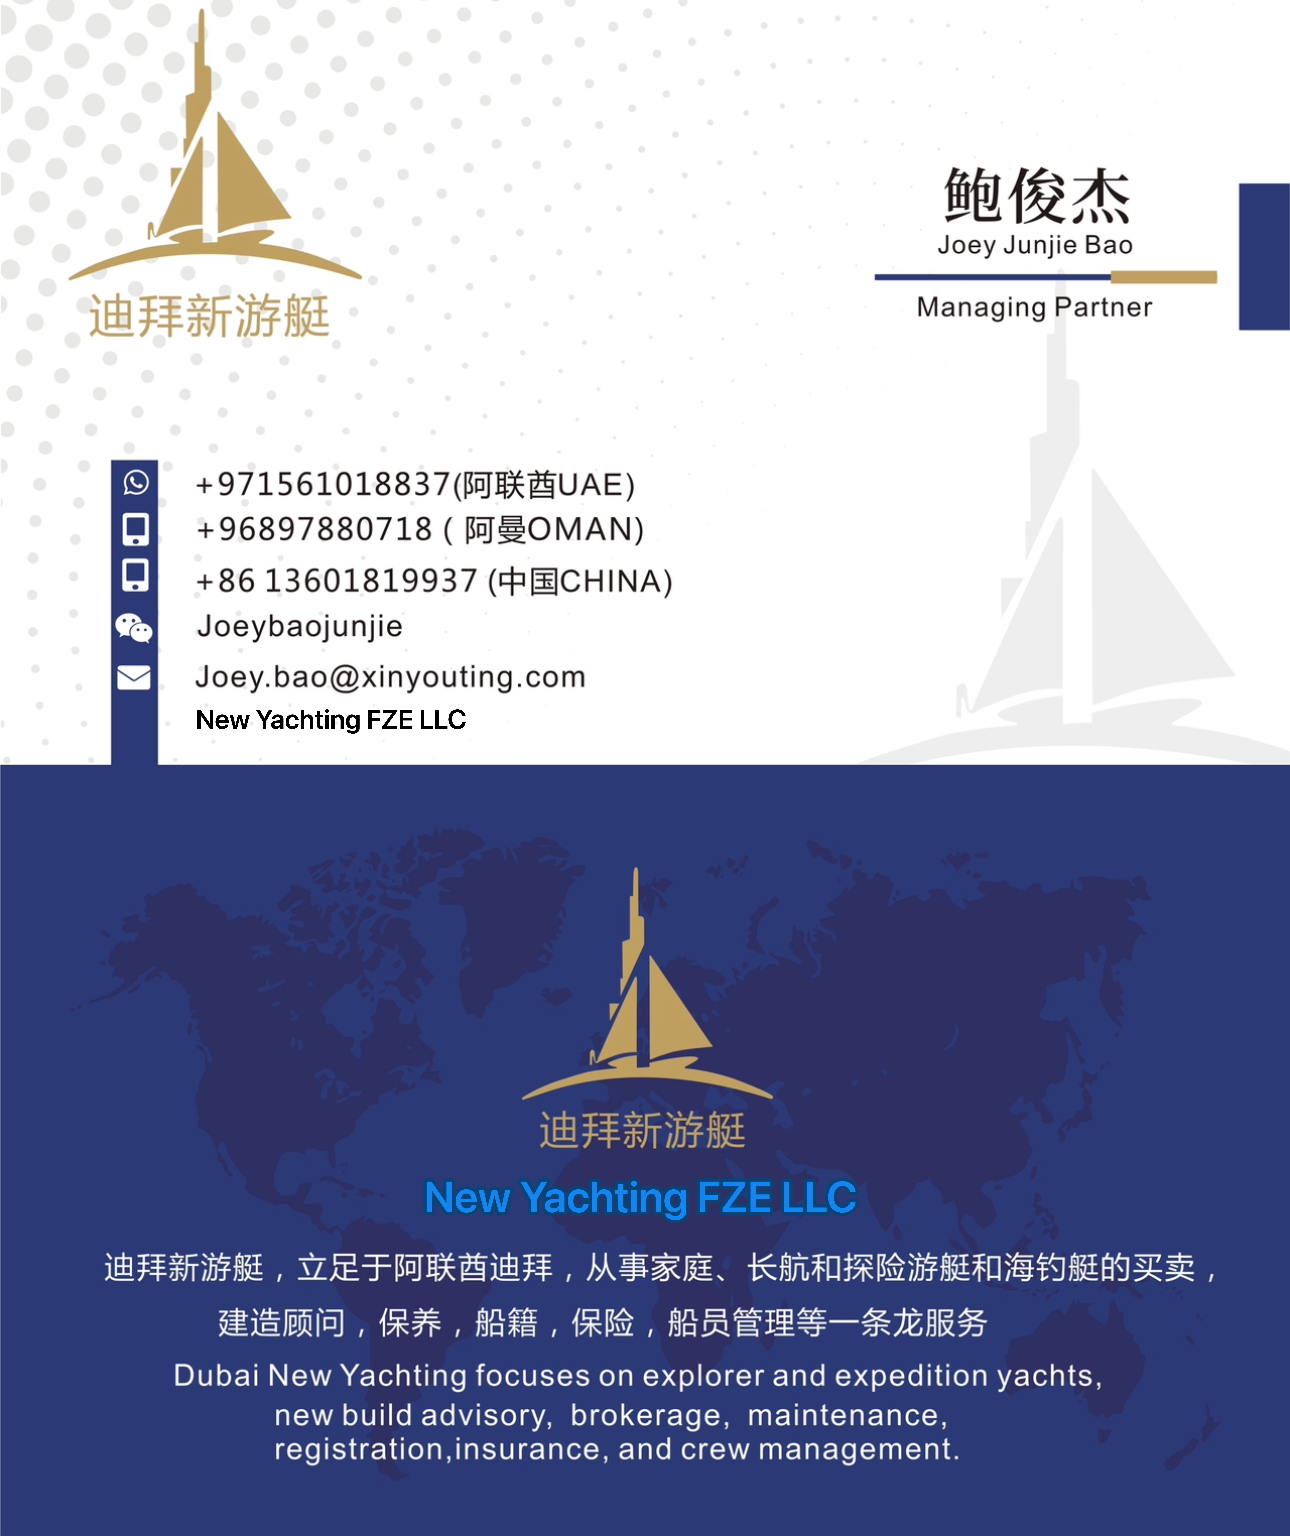 迪拜新游艇
鲍俊杰
Joey Junjie Bao
Managing Partner
+971561018837(阿联酋UAE)
+96897880718 ( 阿曼OMAN)
+86 13601819937 (中国CHINA)
Joeybaojunjie
Joey.bao@xinyouting.com
New Yachting FZE LLC
迪拜新游艇
New Yachting FZE LLC
迪拜新游艇，立足于阿联酋迪拜，从事家庭、长航和探险游艇和海钓艇的买卖，
建造顾问，保养，船籍，保险，船员管理等一条龙服务
Dubai New Yachting focuses on explorer and expedition yachts,
new build advisory, brokerage, maintenance,
registration,insurance, and crew management.